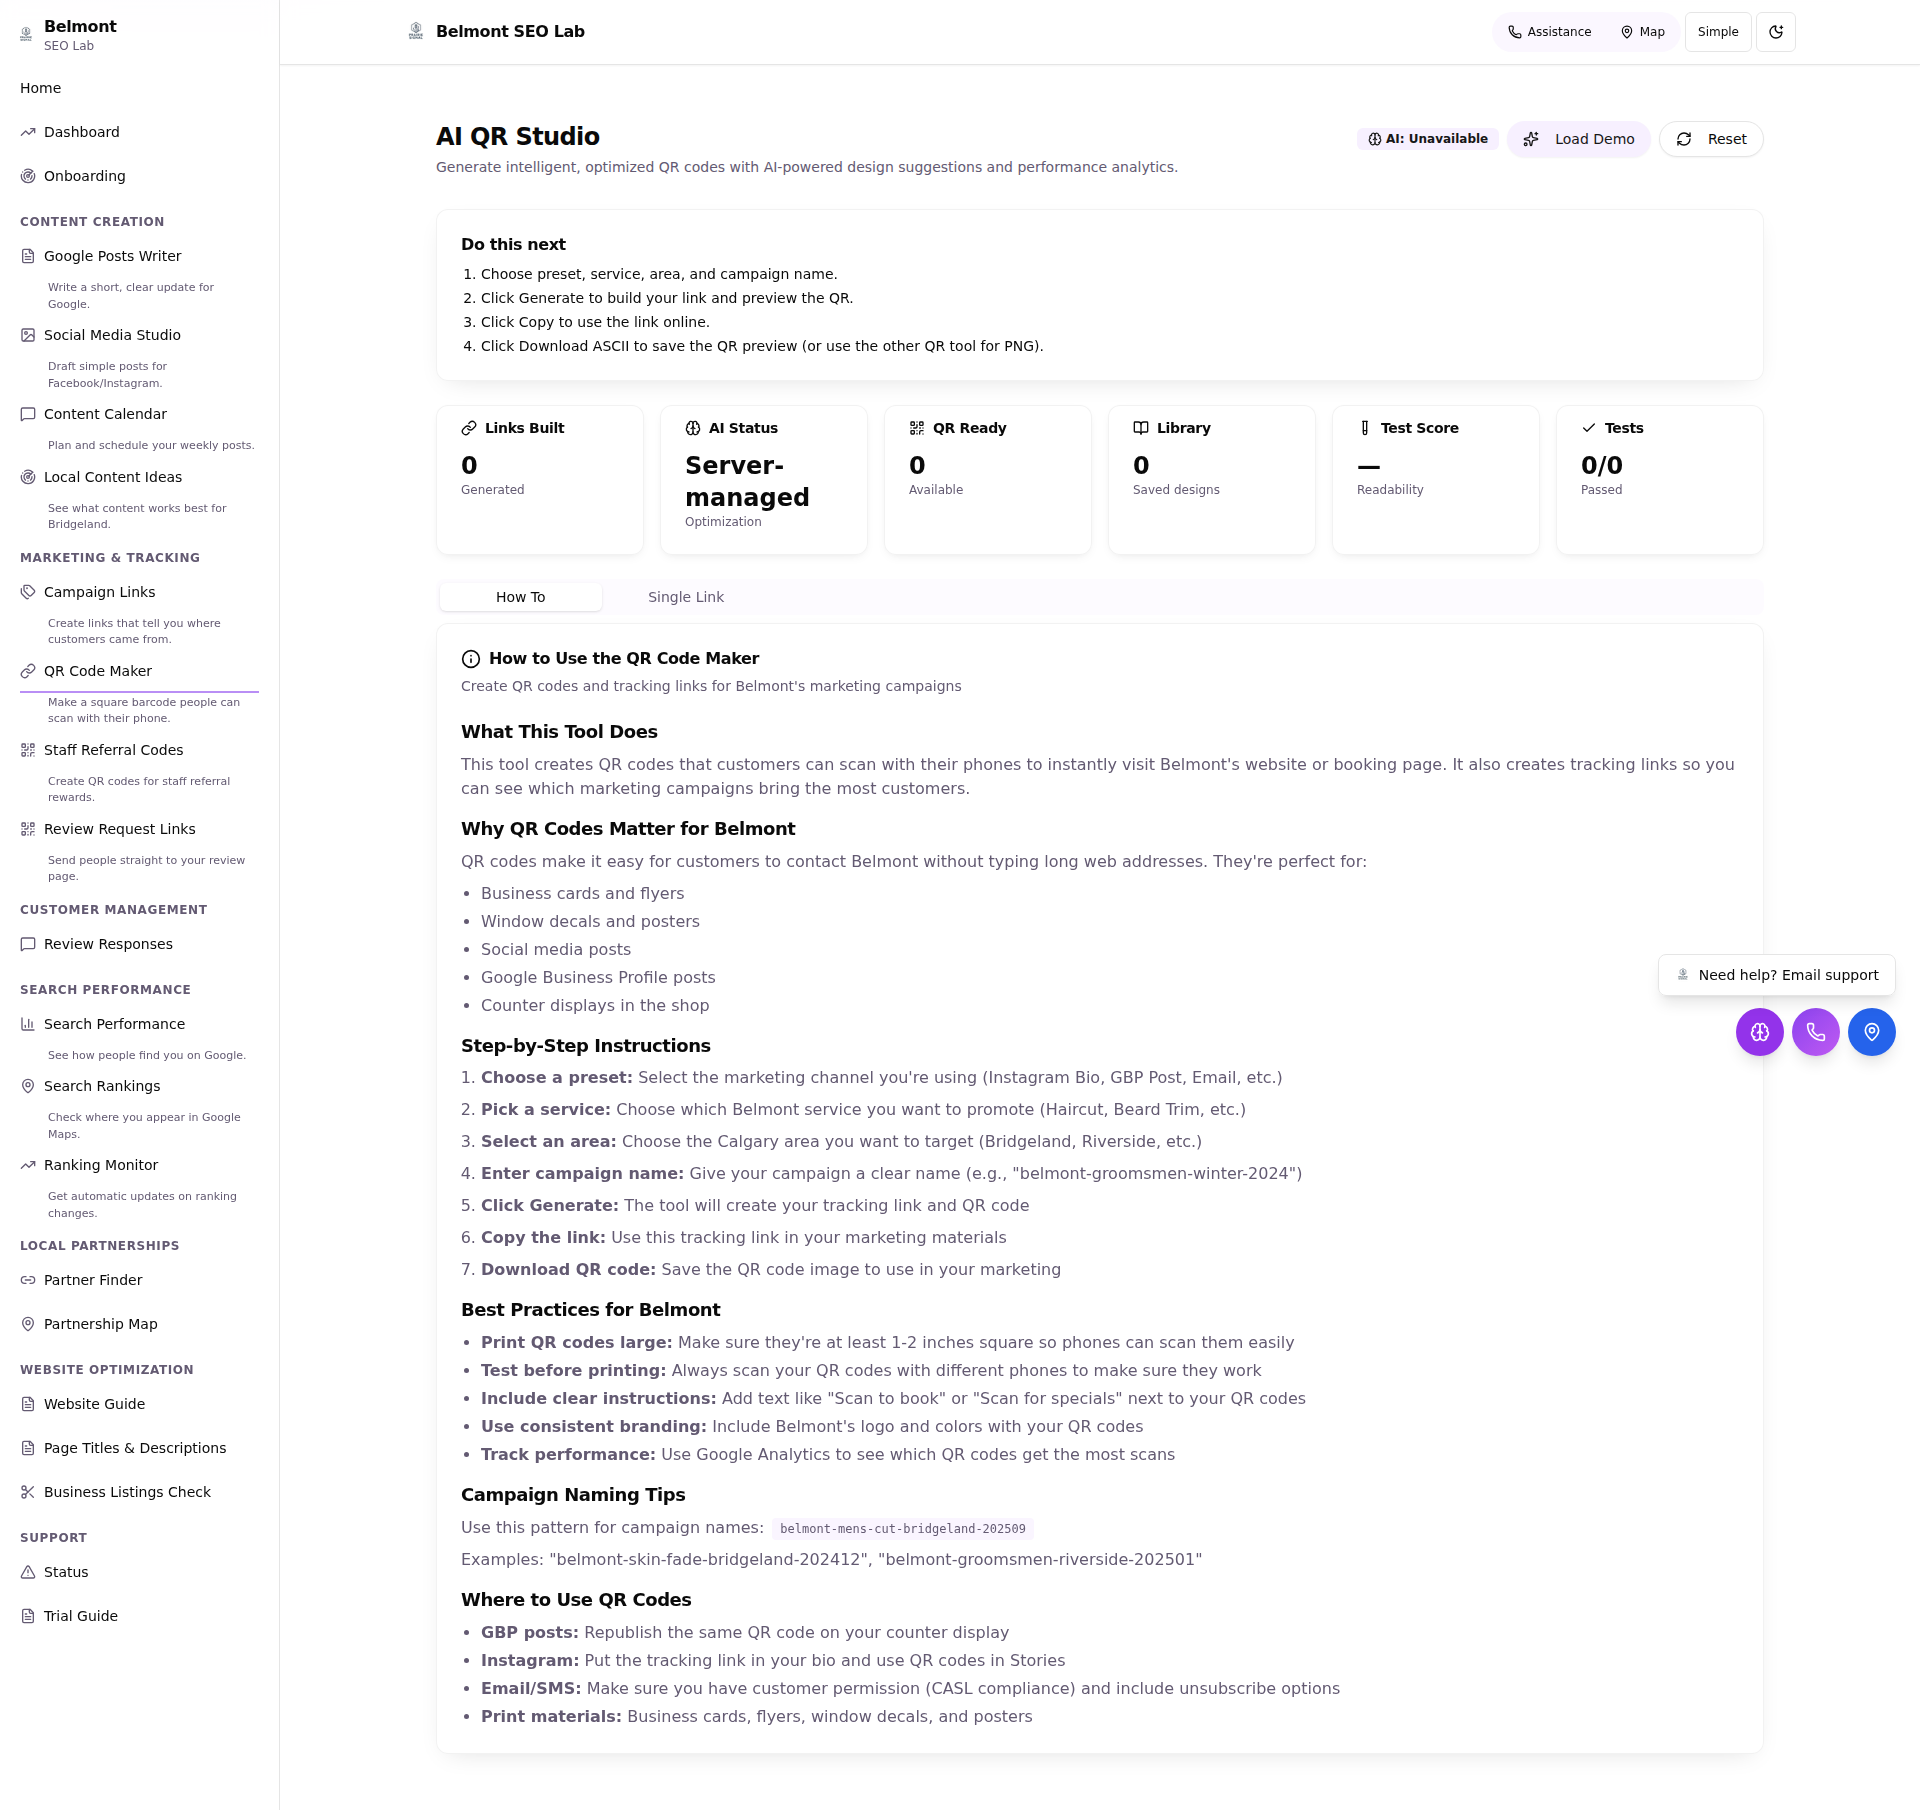 Belmont
SEO Lab
Home
Dashboard
Onboarding
CONTENT CREATION
Google Posts Writer
Write a short, clear update for
Google.
Social Media Studio
Draft simple posts for
Facebook/Instagram.
Content Calendar
Plan and schedule your weekly posts.
Local Content Ideas
See what content works best for
Bridgeland.
MARKETING & TRACKING
Campaign Links
Create links that tell you where
customers came from.
QR Code Maker
Make a square barcode people can
scan with their phone.
Staff Referral Codes
Create QR codes for staff referral
rewards.
Review Request Links
Send people straight to your review
page.
CUSTOMER MANAGEMENT
Review Responses
SEARCH PERFORMANCE
Search Performance
See how people find you on Google.
Search Rankings
Check where you appear in Google
Maps.
Ranking Monitor
Get automatic updates on ranking
changes.
LOCAL PARTNERSHIPS
Partner Finder
Partnership Map
WEBSITE OPTIMIZATION
Website Guide
Page Titles & Descriptions
Business Listings Check
SUPPORT
Status
Trial Guide
Belmont SEO Lab
Assistance
Map
Simple
AI QR Studio
Generate intelligent, optimized QR codes with AI-powered design suggestions and performance analytics.
AI: Unavailable
Load Demo
Reset
Do this next
1. Choose preset, service, area, and campaign name.
2. Click Generate to build your link and preview the QR.
3. Click Copy to use the link online.
4. Click Download ASCII to save the QR preview (or use the other QR tool for PNG).
Links Built
0
Generated
AI Status
Server-
managed
Optimization
QR Ready
0
Available
Library
0
Saved designs
Test Score
—
Readability
Tests
0/0
Passed
How To
Single Link
How to Use the QR Code Maker
Create QR codes and tracking links for Belmont's marketing campaigns
What This Tool Does
This tool creates QR codes that customers can scan with their phones to instantly visit Belmont's website or booking page. It also creates tracking links so you
can see which marketing campaigns bring the most customers.
Why QR Codes Matter for Belmont
QR codes make it easy for customers to contact Belmont without typing long web addresses. They're perfect for:
• Business cards and flyers
• Window decals and posters
• Social media posts
• Google Business Profile posts
• Counter displays in the shop
Step-by-Step Instructions
1. Choose a preset: Select the marketing channel you're using (Instagram Bio, GBP Post, Email, etc.)
2. Pick a service: Choose which Belmont service you want to promote (Haircut, Beard Trim, etc.)
3. Select an area: Choose the Calgary area you want to target (Bridgeland, Riverside, etc.)
4. Enter campaign name: Give your campaign a clear name (e.g., "belmont-groomsmen-winter-2024")
5. Click Generate: The tool will create your tracking link and QR code
6. Copy the link: Use this tracking link in your marketing materials
7. Download QR code: Save the QR code image to use in your marketing
Best Practices for Belmont
• Print QR codes large: Make sure they're at least 1-2 inches square so phones can scan them easily
• Test before printing: Always scan your QR codes with different phones to make sure they work
• Include clear instructions: Add text like "Scan to book" or "Scan for specials" next to your QR codes
• Use consistent branding: Include Belmont's logo and colors with your QR codes
• Track performance: Use Google Analytics to see which QR codes get the most scans
Campaign Naming Tips
Use this pattern for campaign names: belmont-mens-cut-bridgeland-202509
Examples: "belmont-skin-fade-bridgeland-202412", "belmont-groomsmen-riverside-202501"
Where to Use QR Codes
• GBP posts: Republish the same QR code on your counter display
• Instagram: Put the tracking link in your bio and use QR codes in Stories
• Email/SMS: Make sure you have customer permission (CASL compliance) and include unsubscribe options
• Print materials: Business cards, flyers, window decals, and posters
Need help? Email support